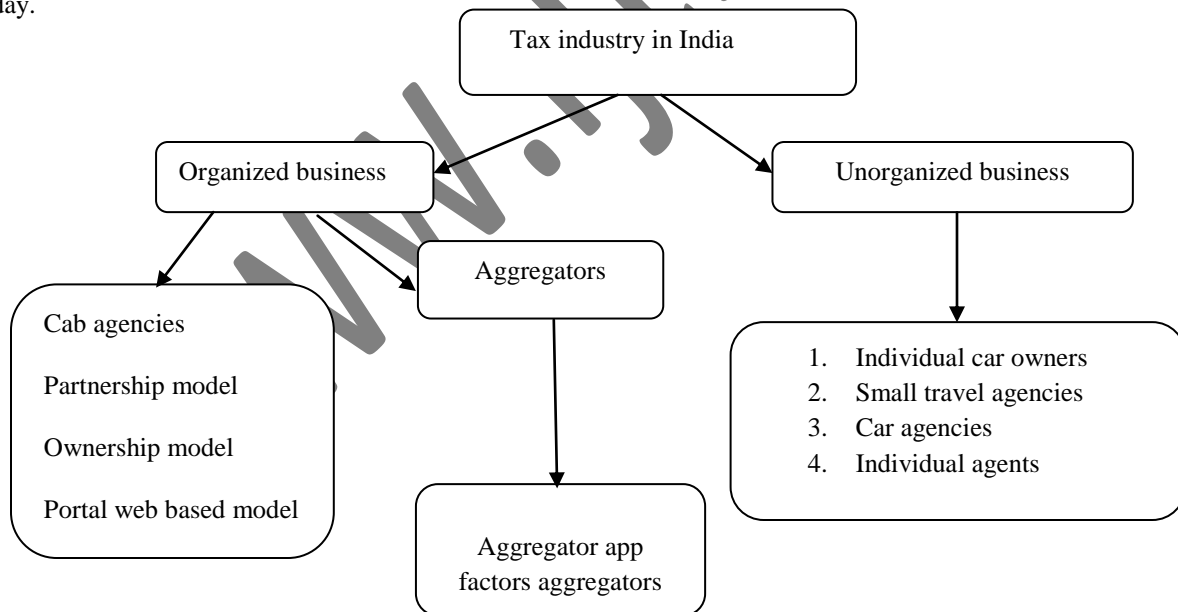 day.
Tax industry in India
Organized business
Unorganized business
Aggregators
Cab agencies
Partnership model
Ownership model
Portal web based model
1. Individual car owners
2. Small travel agencies
3. Car agencies
4. Individual agents
Aggregator app
factors aggregators